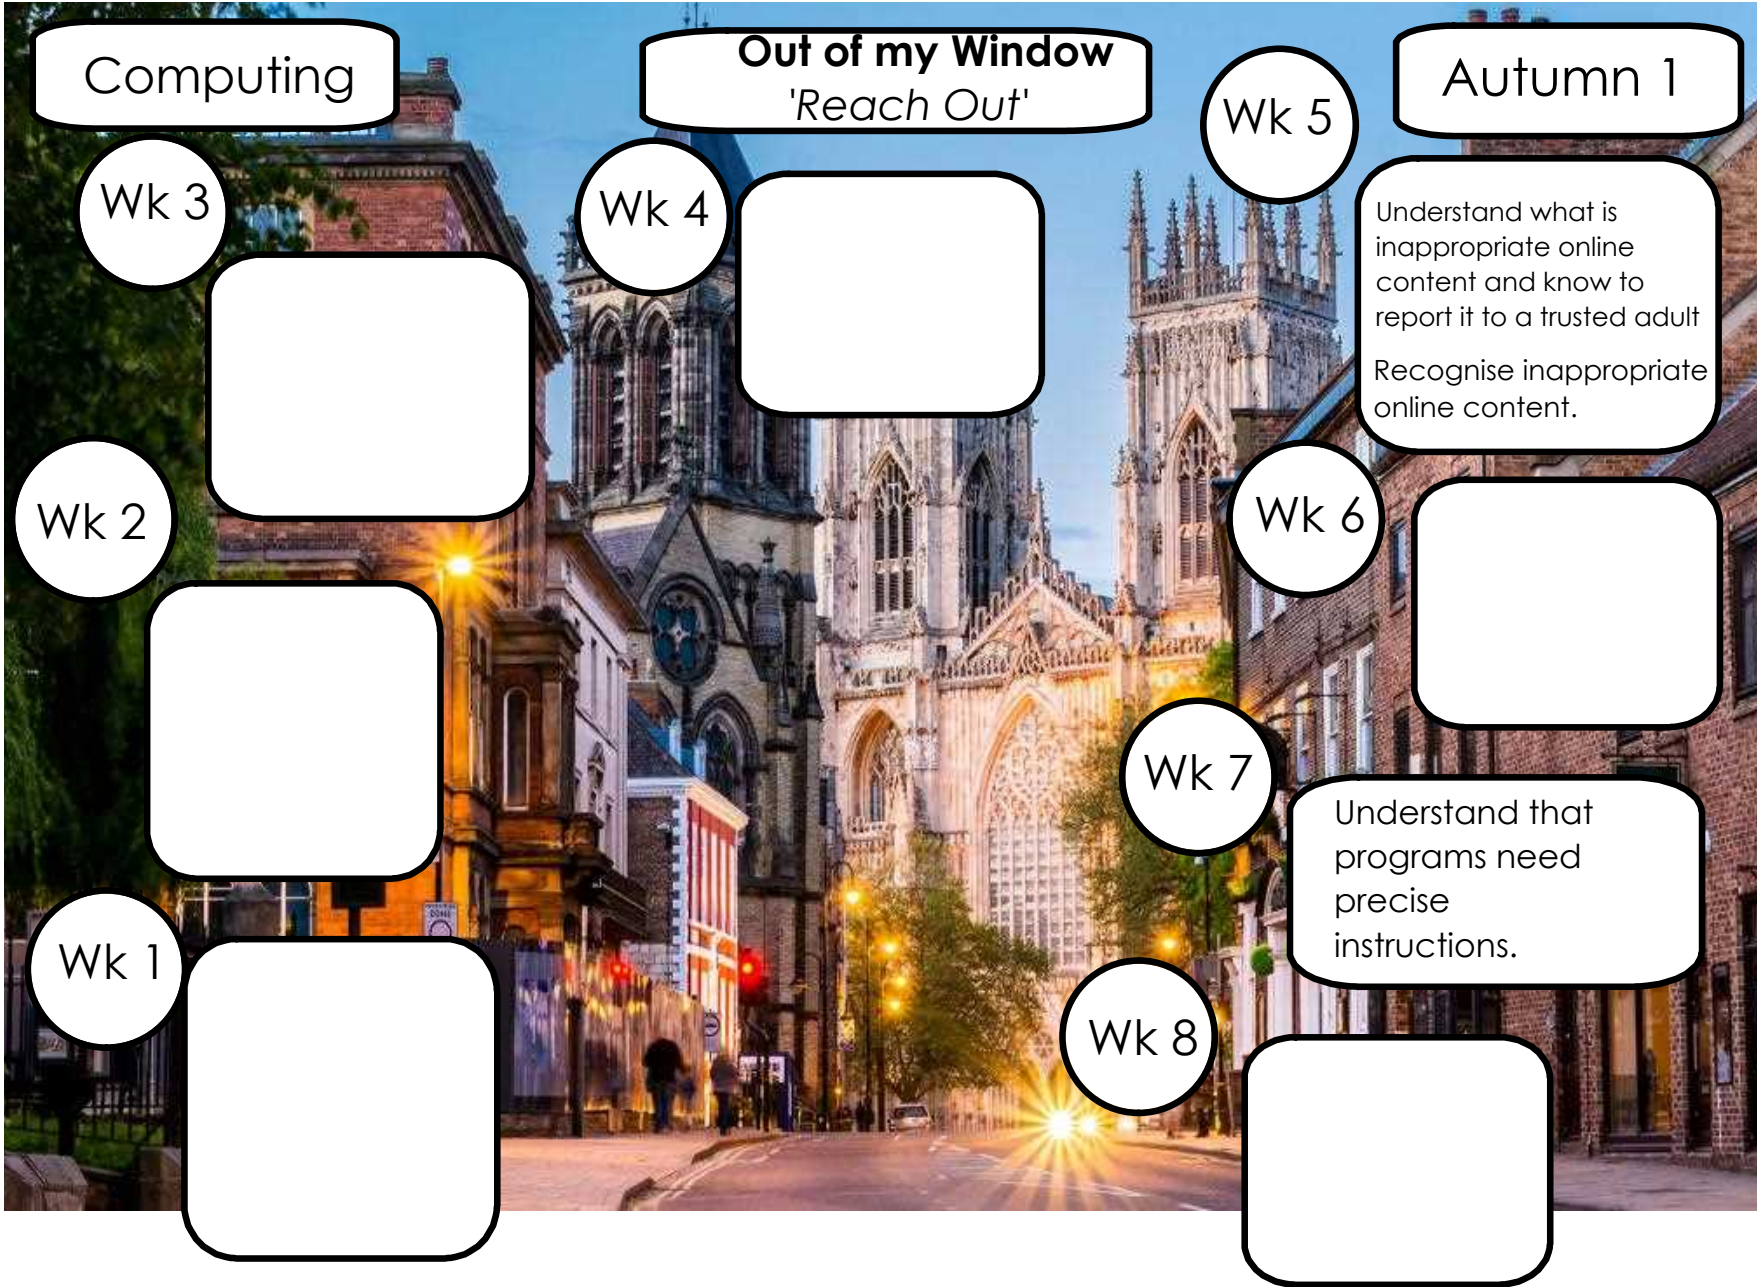 Computing
Out of my Window
'Reach Out'
Autumn 1
Wk 5
Wk 3
Wk 4
Understand what is
inappropriate online
content and know to
report it to a trusted adult
Recognise inappropriate
online content.
Wk 2
Wk 6
Wk 7
Understand that
programs need
precise
instructions.
Wk 1
Wk 8